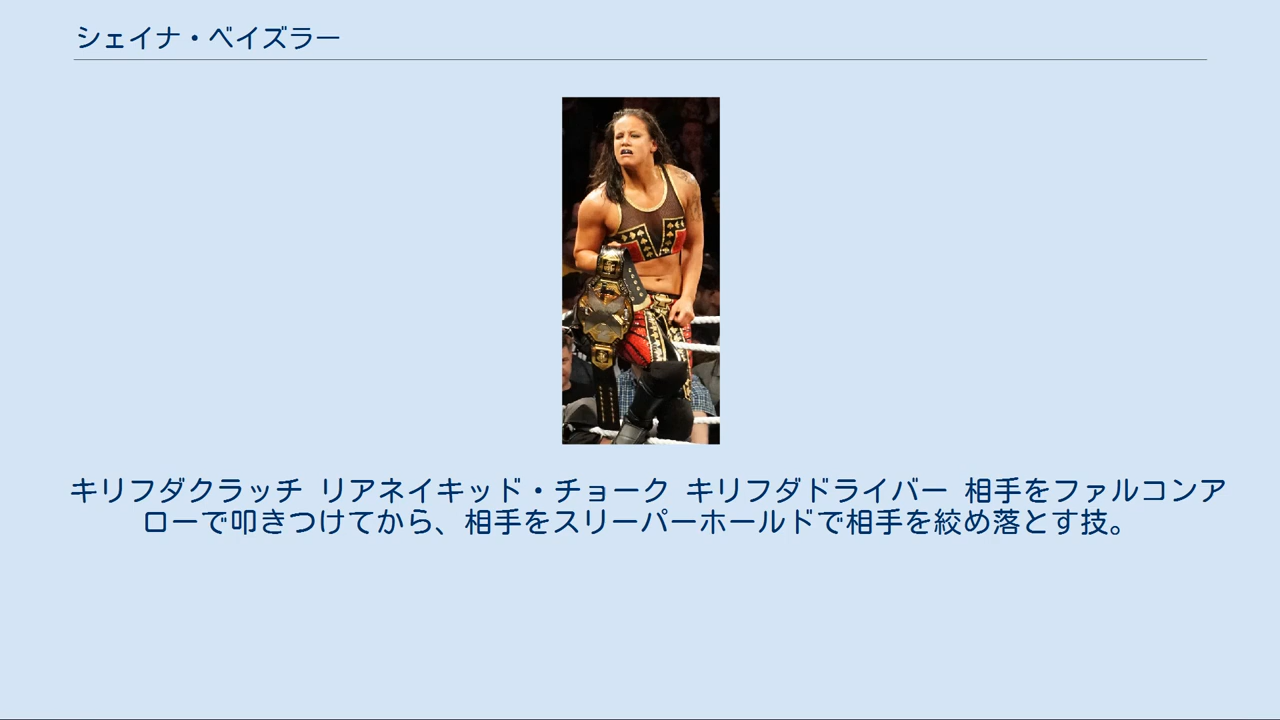 シェイナ・ベイズラー
キリフダクラッチ リアネイキッド・チョーク キリフダドライバー 相手をファルコンア
ローで叩きつけてから、相手をスリーパーホールドで相手を絞め落とす技。